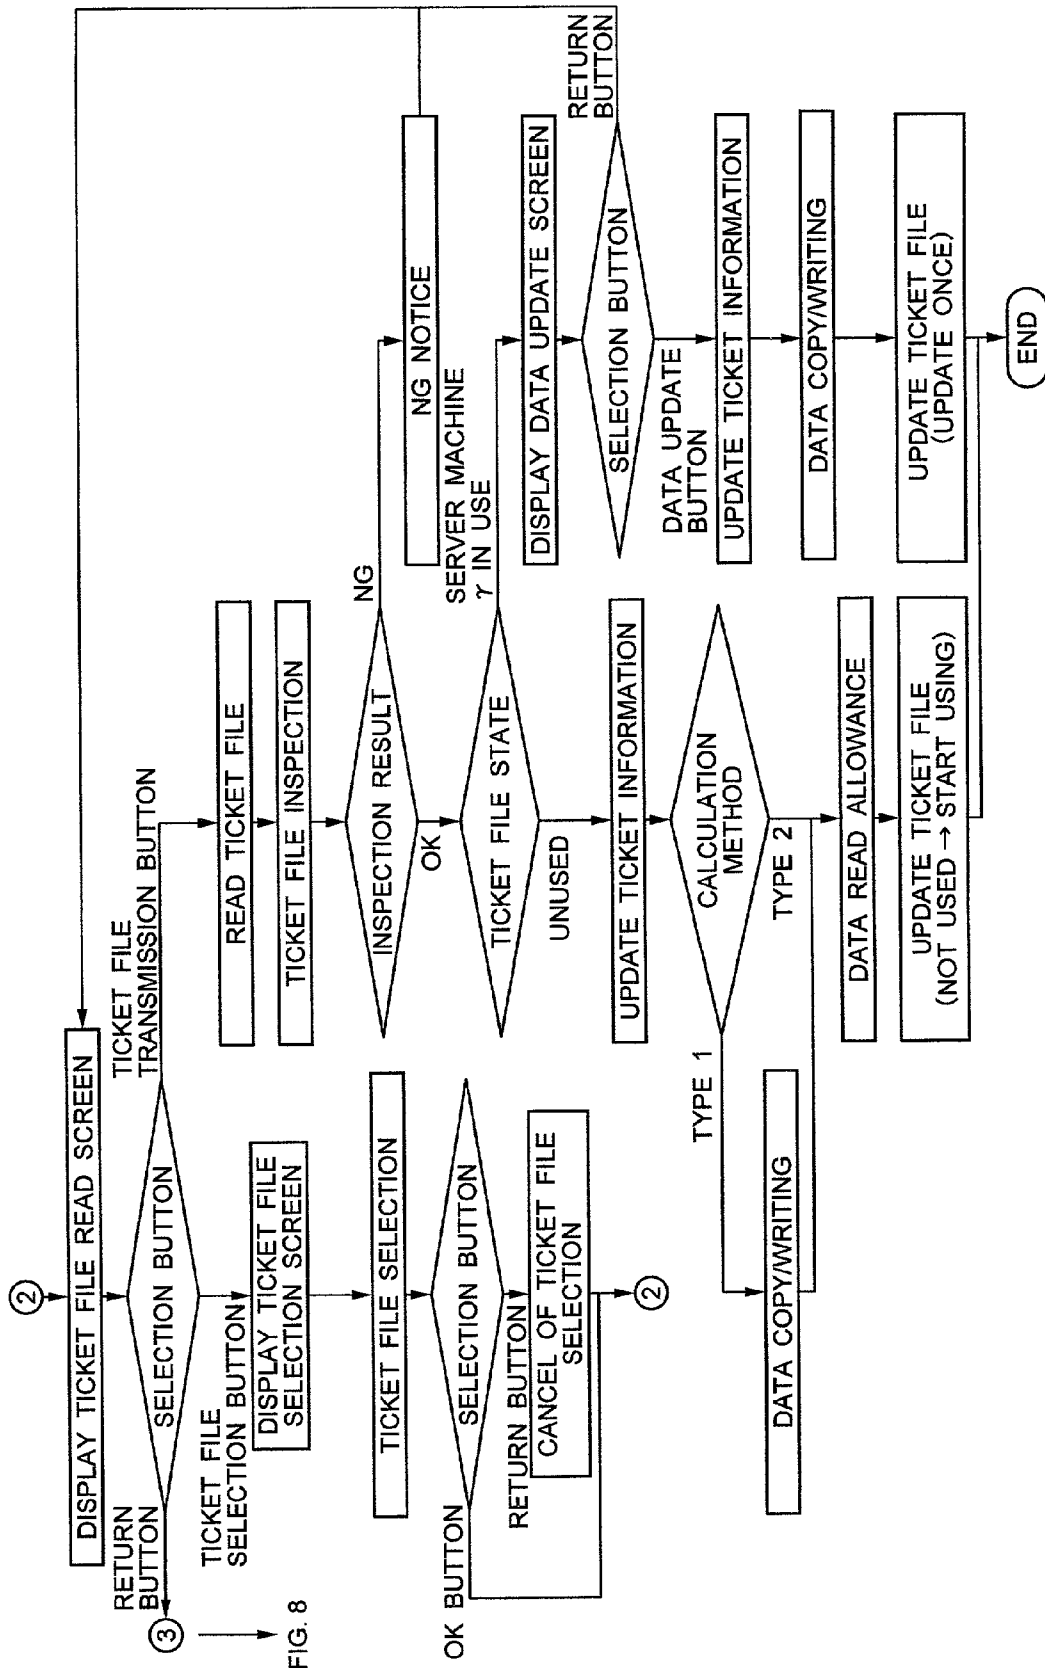 2
DISPLAY TICKET FILE READ SCREEN
RETURN
BUTTON
3
FIG. 8
SELECTION BUTTON
TICKET FILE
TRANSMISSION BUTTON
TICKET FILE
SELECTION BUTTON
DISPLAY TICKET FILE
SELECTION SCREEN
TICKET FILE SELECTION
SELECTION BUTTON
OK BUTTON
RETURN BUTTON
CANCEL OF TICKET FILE
SELECTION
2
READ TICKET FILE
TICKET FILE INSPECTION
INSPECTION RESULT
NG
OK
NG NOTICE
TICKET FILE STATE
SERVER MACHINE
γ IN USE
UNUSED
UPDATE TICKET INFORMATION
CALCULATION
METHOD
TYPE 1
TYPE 2
DATA COPY/WRITING
DATA READ ALLOWANCE
UPDATE TICKET FILE
(NOT USED → START USING)
DISPLAY DATA UPDATE SCREEN
SELECTION BUTTON
RETURN
BUTTON
DATA UPDATE
BUTTON
UPDATE TICKET INFORMATION
DATA COPY/WRITING
UPDATE TICKET FILE
(UPDATE ONCE)
END